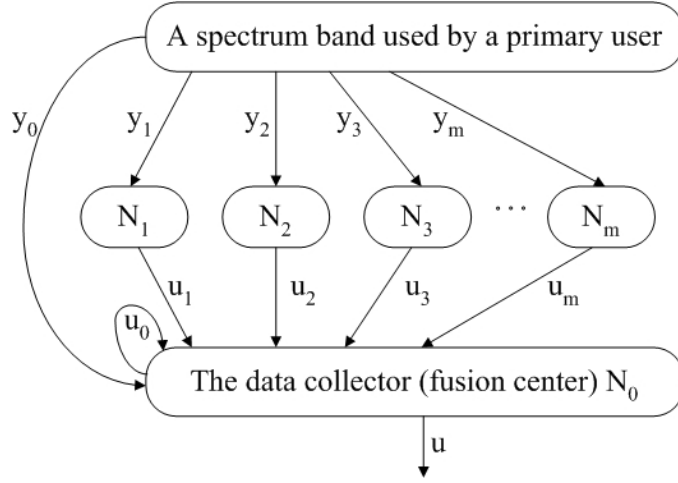 A spectrum band used by a primary user
y₀ y₁ y₂ y₃ yₘ
N₁ N₂ N₃ ... Nₘ
u₁ u₂ u₃ uₘ
u₀
The data collector (fusion center) N₀
u